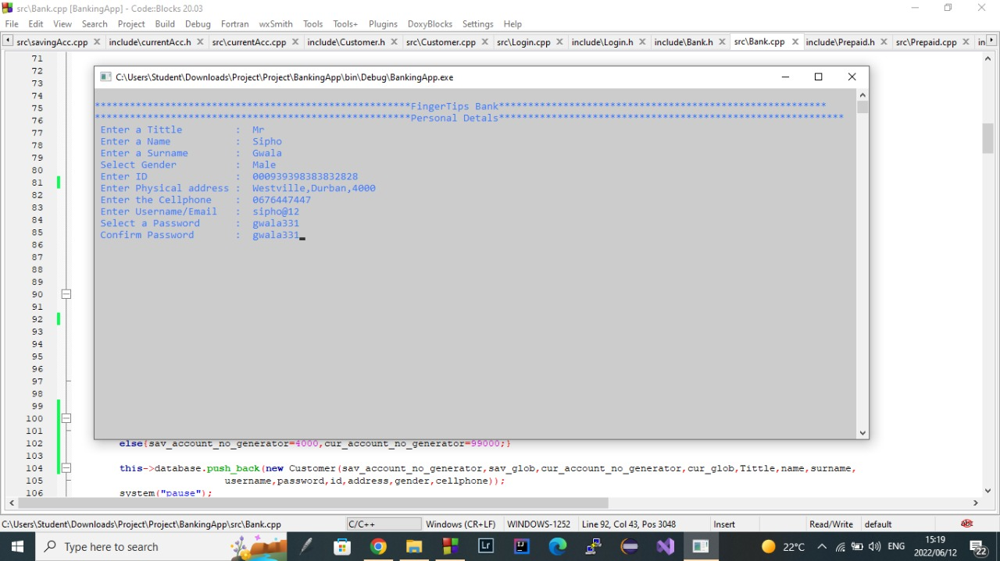 src\Bank.cpp [BankingApp] - Code::Blocks 20.03
File Edit View Search Project Build Debug Fortran wxSmith Tools Tools+ Plugins DoxyBlocks Settings Help
src\savingAcc.cpp include\currentAcc.h src\currentAcc.cpp include\Customer.h src\Customer.cpp src\Login.cpp include\Login.h include\Bank.h src\Bank.cpp include\Prepaid.h src\Prepaid.cpp in
71
72
73
74
75
76
77
78
79
80
81
82
83
84
85
86
87
88
89
90
91
92
93
94
95
96
97
98
99
100
101
C:\Users\Student\Downloads\Project\Project\BankingApp\bin\Debug\BankingApp.exe
******************************************************FingerTips Bank********************************************************
******************************************************Personal Detals***********************************************************
Enter a Tittle : Mr
Enter a Name : Sipho
Enter a Surname : Gwala
Select Gender : Male
Enter ID : 000939398383832828
Enter Physical address : Westville,Durban,4000
Enter the Cellphone : 0676447447
Enter Username/Email : sipho@12
Select a Password : gwala331
Confirm Password : gwala331
102 else{sav_account_no_generator=4000,cur_account_no_generator=99000;}
103
104 this->database.push_back(new Customer(sav_account_no_generator,sav_glob,cur_account_no_generator,cur_glob,Tittle,name,surname,
105 username,password,id,address,gender,cellphone));
106 system("pause");
C:\Users\Student\Downloads\Project\Project\BankingApp\src\Bank.cpp C/C++ Windows (CR+LF) WINDOWS-1252 Line 92, Col 43, Pos 3048 Insert Read/Write default abc
Type here to search Lr IJ 22°C ENG 15:19
2022/06/12 22